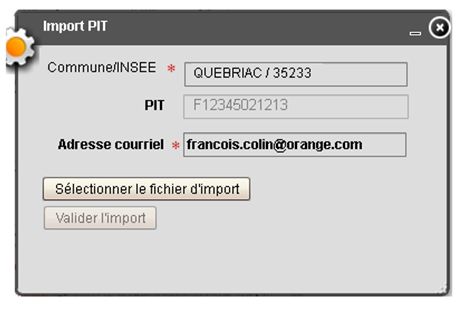 Import PIT
Commune/INSEE * QUEBRIAC / 35233
PIT F12345021213
Adresse courriel * francois.colin@orange.com
Sélectionner le fichier d'import
Valider l'import